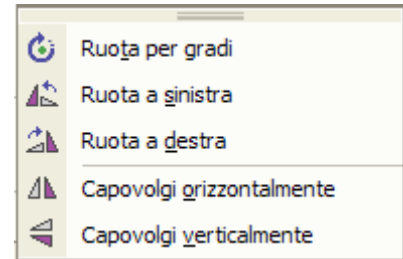 Ruota per gradi
Ruota a sinistra
Ruota a destra
Capovolgi orizzontalmente
Capovolgi verticalmente